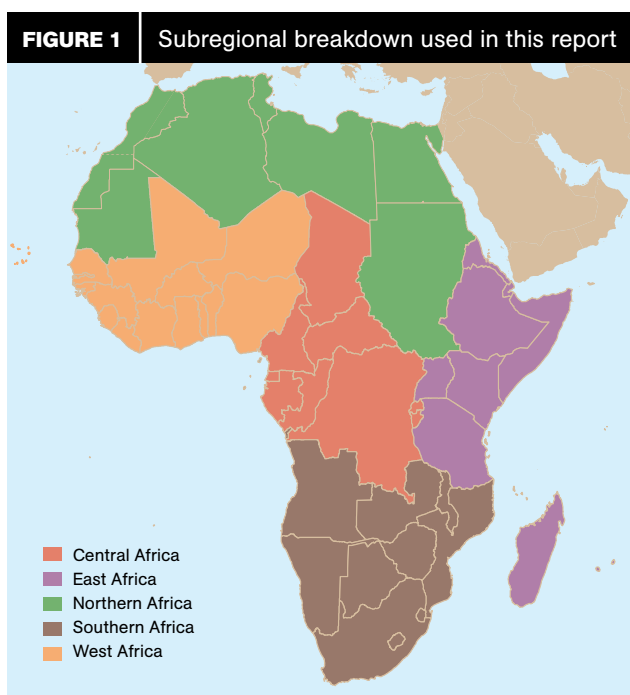 FIGURE 1 Subregional breakdown used in this report
Central Africa
East Africa
Northern Africa
Southern Africa
West Africa